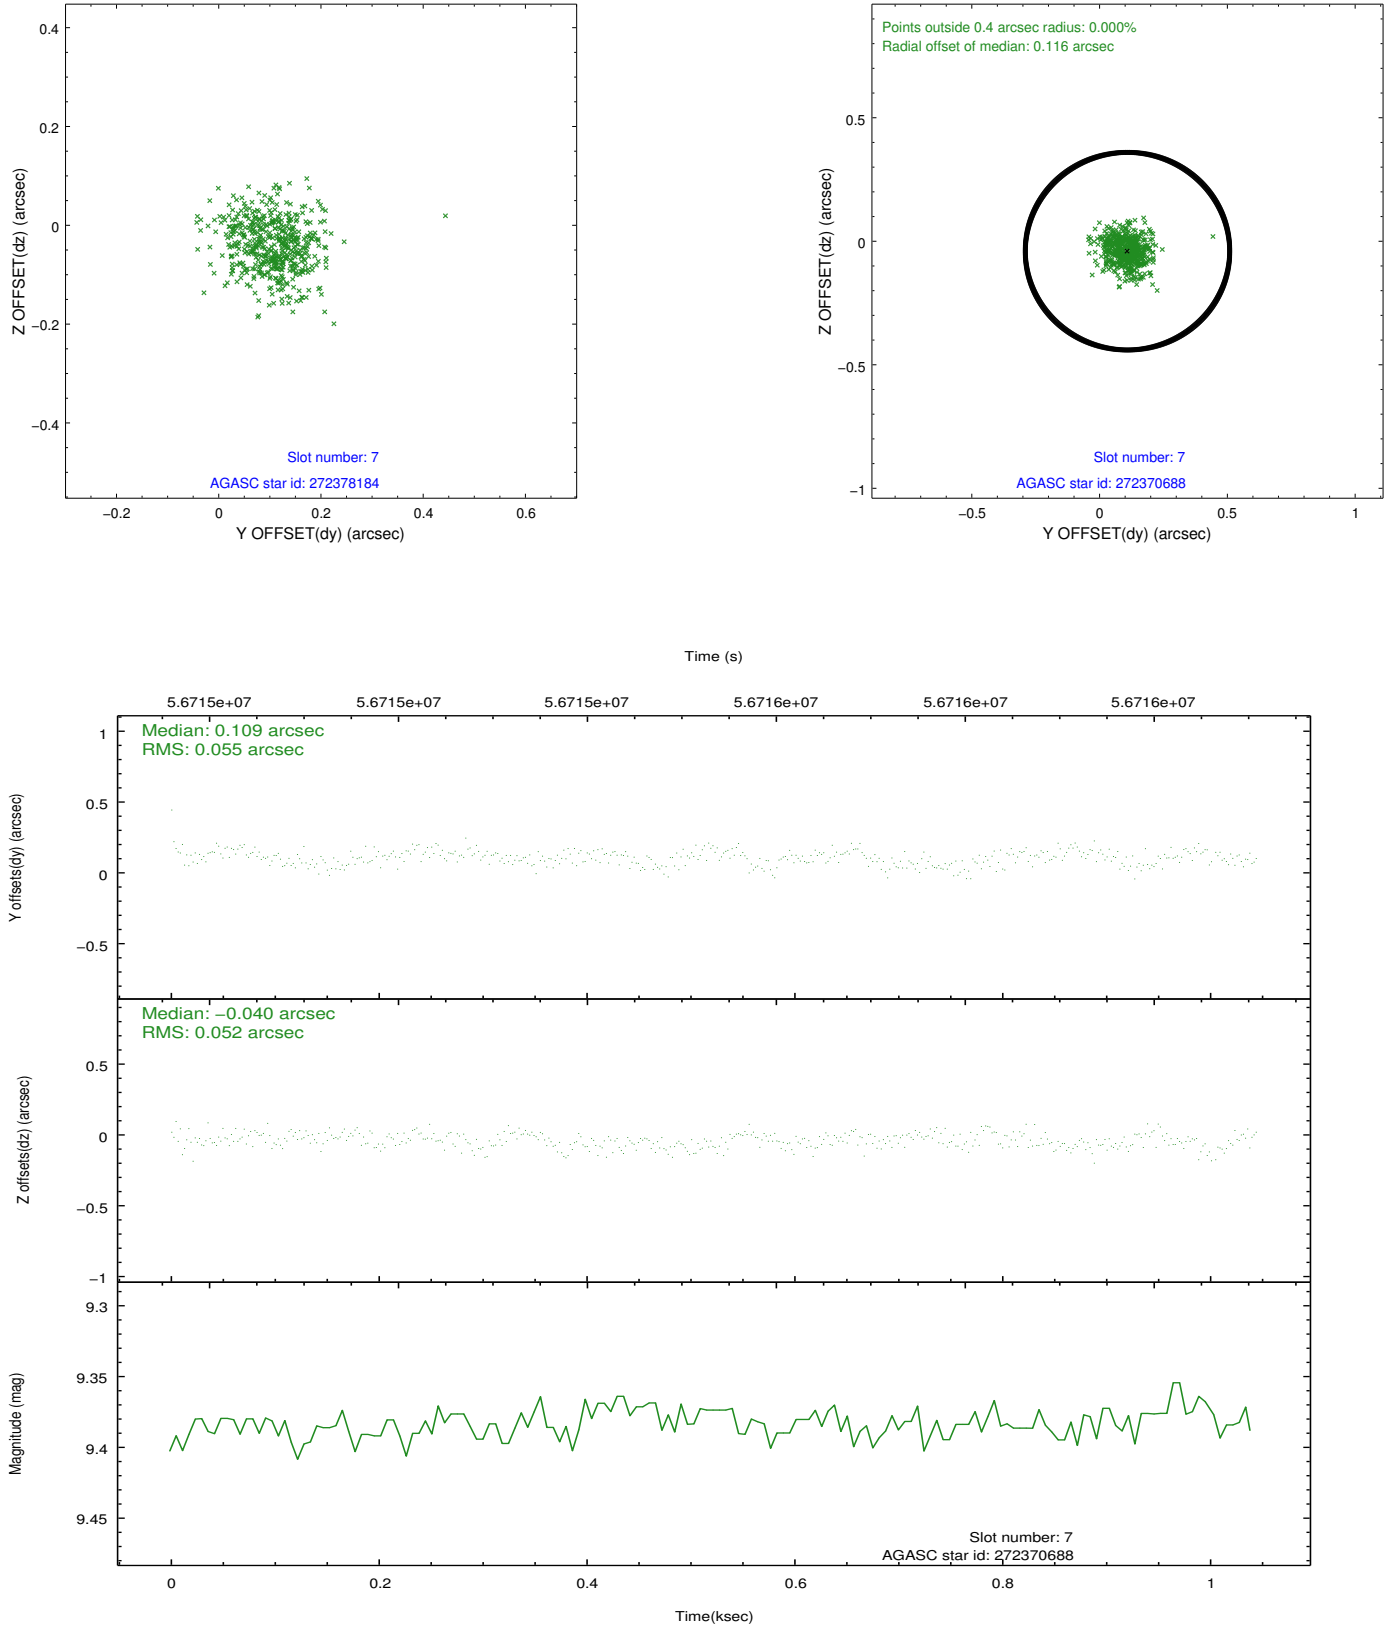 0.4
0.2
0
−0.2
−0.4
Z OFFSET(dz) (arcsec)
Slot number: 7
AGASC star id: 272378184
−0.2
0
0.2
0.4
0.6
Y OFFSET(dy) (arcsec)
Points outside 0.4 arcsec radius: 0.000%
Radial offset of median: 0.116 arcsec
0.5
0
−0.5
−1
Z OFFSET(dz) (arcsec)
Slot number: 7
AGASC star id: 272370688
−0.5
0
0.5
1
Y OFFSET(dy) (arcsec)
Time (s)
5.6715e+07
5.6715e+07
5.6715e+07
5.6716e+07
5.6716e+07
5.6716e+07
Median: 0.109 arcsec
RMS: 0.055 arcsec
1
0.5
0
−0.5
Y offsets(dy) (arcsec)
Median: −0.040 arcsec
RMS: 0.052 arcsec
0.5
0
−0.5
−1
Z offsets(dz) (arcsec)
9.3
9.35
9.4
9.45
Magnitude (mag)
Slot number: 7
AGASC star id: 272370688
0
0.2
0.4
0.6
0.8
1
Time(ksec)